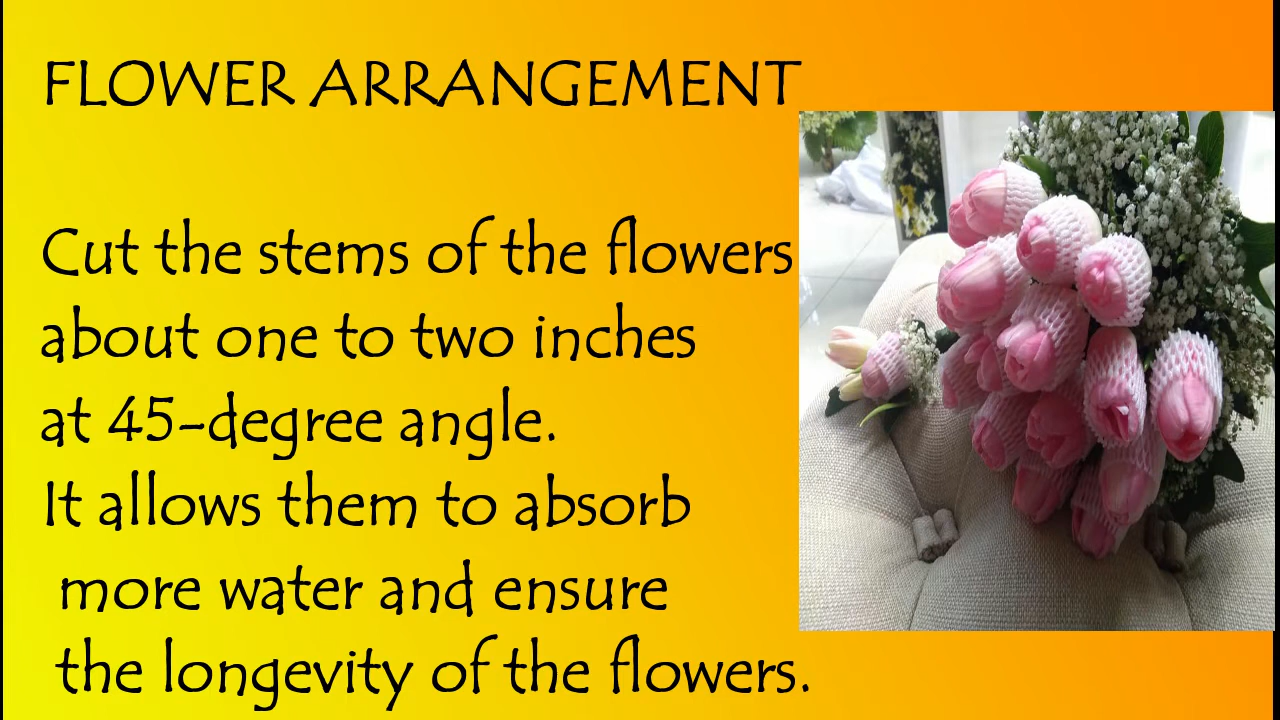 FLOWER ARRANGEMENT
Cut the stems of the flowers
about one to two inches
at 45-degree angle.
It allows them to absorb
more water and ensure
the longevity of the flowers.